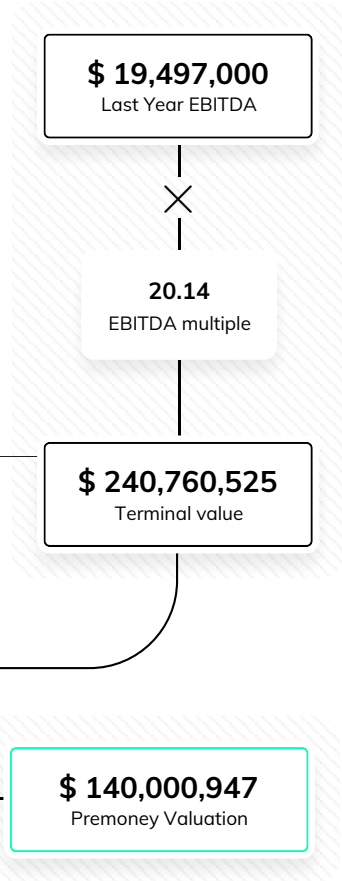 $ 19,497,000
Last Year EBITDA
20.14
EBITDA multiple
$ 240,760,525
Terminal value
$ 140,000,947
Premoney Valuation